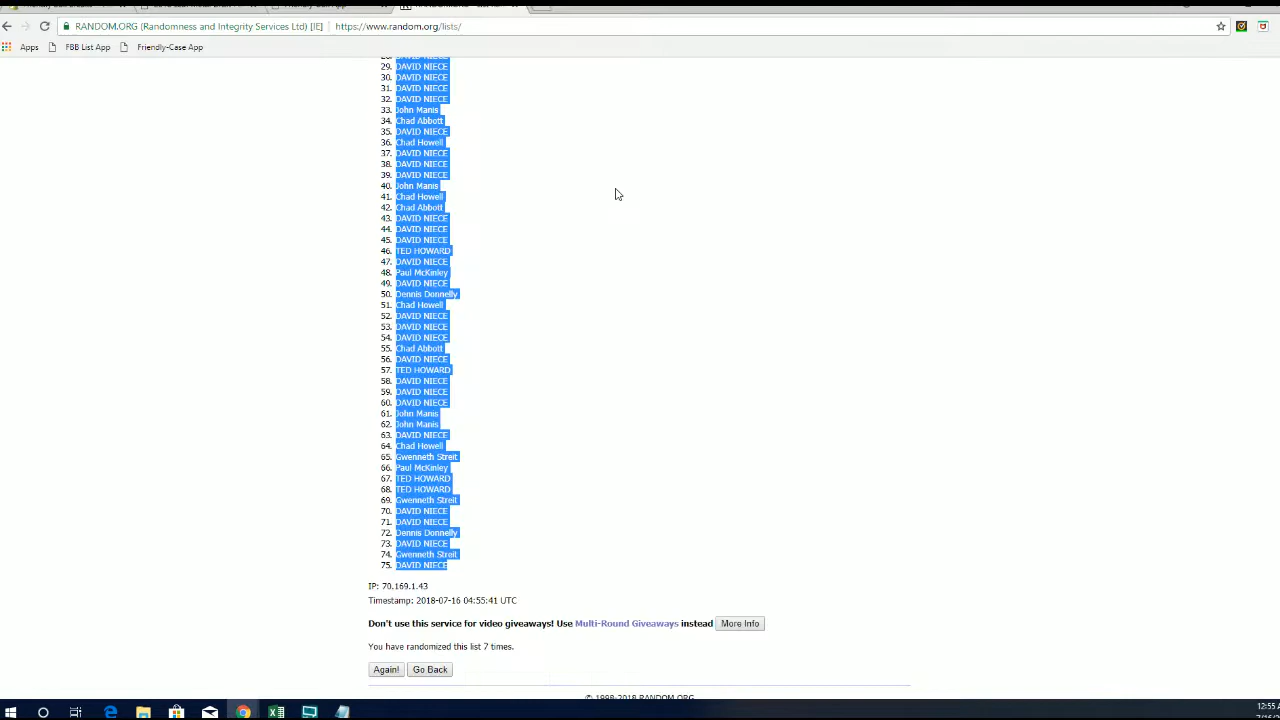 RANDOM.ORG (Randomness and Integrity Services Ltd) [IE] https://www.random.org/lists/
Apps FBB List App Friendly-Case App
29. DAVID NIECE
30. DAVID NIECE
31. DAVID NIECE
32. DAVID NIECE
33. John Manis
34. Chad Abbott
35. DAVID NIECE
36. Chad Howell
37. DAVID NIECE
38. DAVID NIECE
39. DAVID NIECE
40. John Manis
41. Chad Howell
42. Chad Abbott
43. DAVID NIECE
44. DAVID NIECE
45. DAVID NIECE
46. TED HOWARD
47. DAVID NIECE
48. Paul McKinley
49. DAVID NIECE
50. Dennis Donnelly
51. Chad Howell
52. DAVID NIECE
53. DAVID NIECE
54. DAVID NIECE
55. Chad Abbott
56. DAVID NIECE
57. TED HOWARD
58. DAVID NIECE
59. DAVID NIECE
60. DAVID NIECE
61. John Manis
62. John Manis
63. DAVID NIECE
64. Chad Howell
65. Gwenneth Streit
66. Paul McKinley
67. TED HOWARD
68. TED HOWARD
69. Gwenneth Streit
70. DAVID NIECE
71. DAVID NIECE
72. Dennis Donnelly
73. DAVID NIECE
74. Gwenneth Streit
75. DAVID NIECE
IP: 70.169.1.43
Timestamp: 2018-07-16 04:55:41 UTC
Don't use this service for video giveaways! Use Multi-Round Giveaways instead More Info
You have randomized this list 7 times.
Again! Go Back
© 1998-2018 RANDOM.ORG
12:55